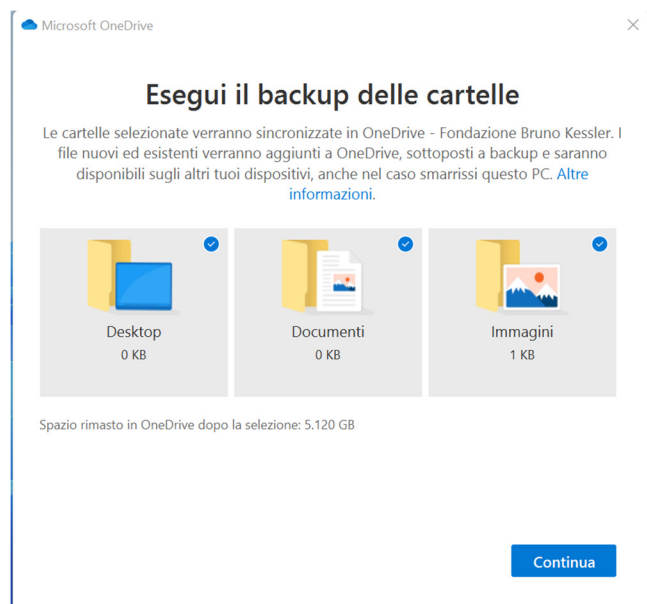 Microsoft OneDrive
Esegui il backup delle cartelle
Le cartelle selezionate verranno sincronizzate in OneDrive - Fondazione Bruno Kessler. I
file nuovi ed esistenti verranno aggiunti a OneDrive, sottoposti a backup e saranno
disponibili sugli altri tuoi dispositivi, anche nel caso smarrissi questo PC. Altre
informazioni.
Desktop
0 KB
Documenti
0 KB
Immagini
1 KB
Spazio rimasto in OneDrive dopo la selezione: 5.120 GB
Continua